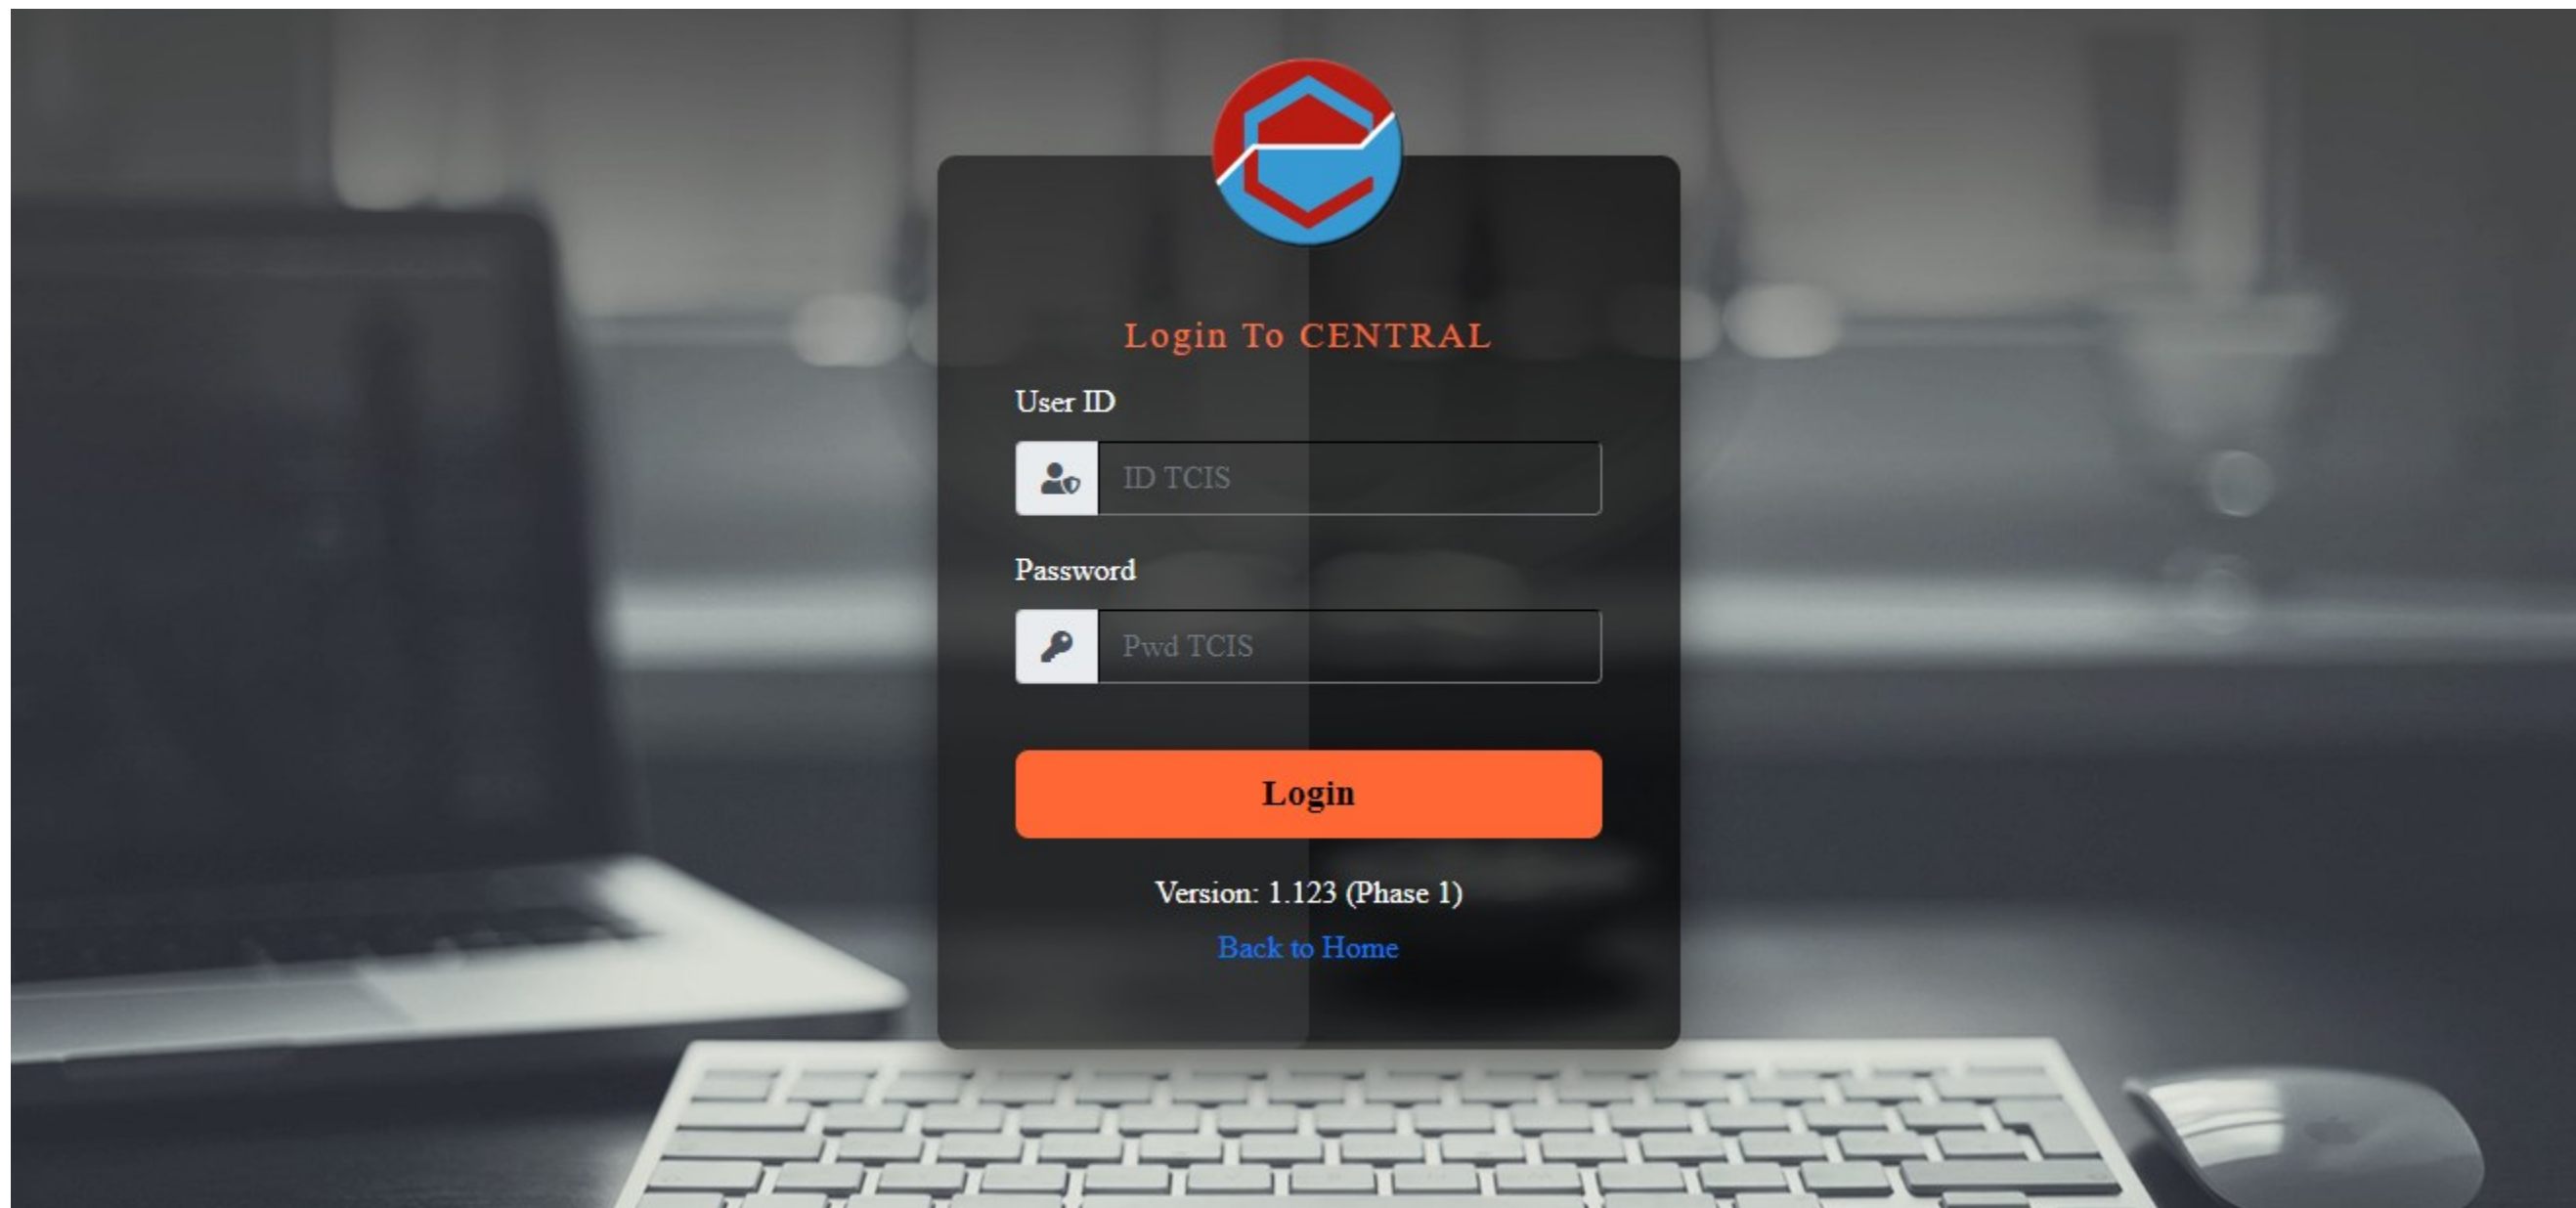 Login To CENTRAL
User ID
ID TCIS
Password
Pwd TCIS
Login
Version: 1.123 (Phase 1)
Back to Home